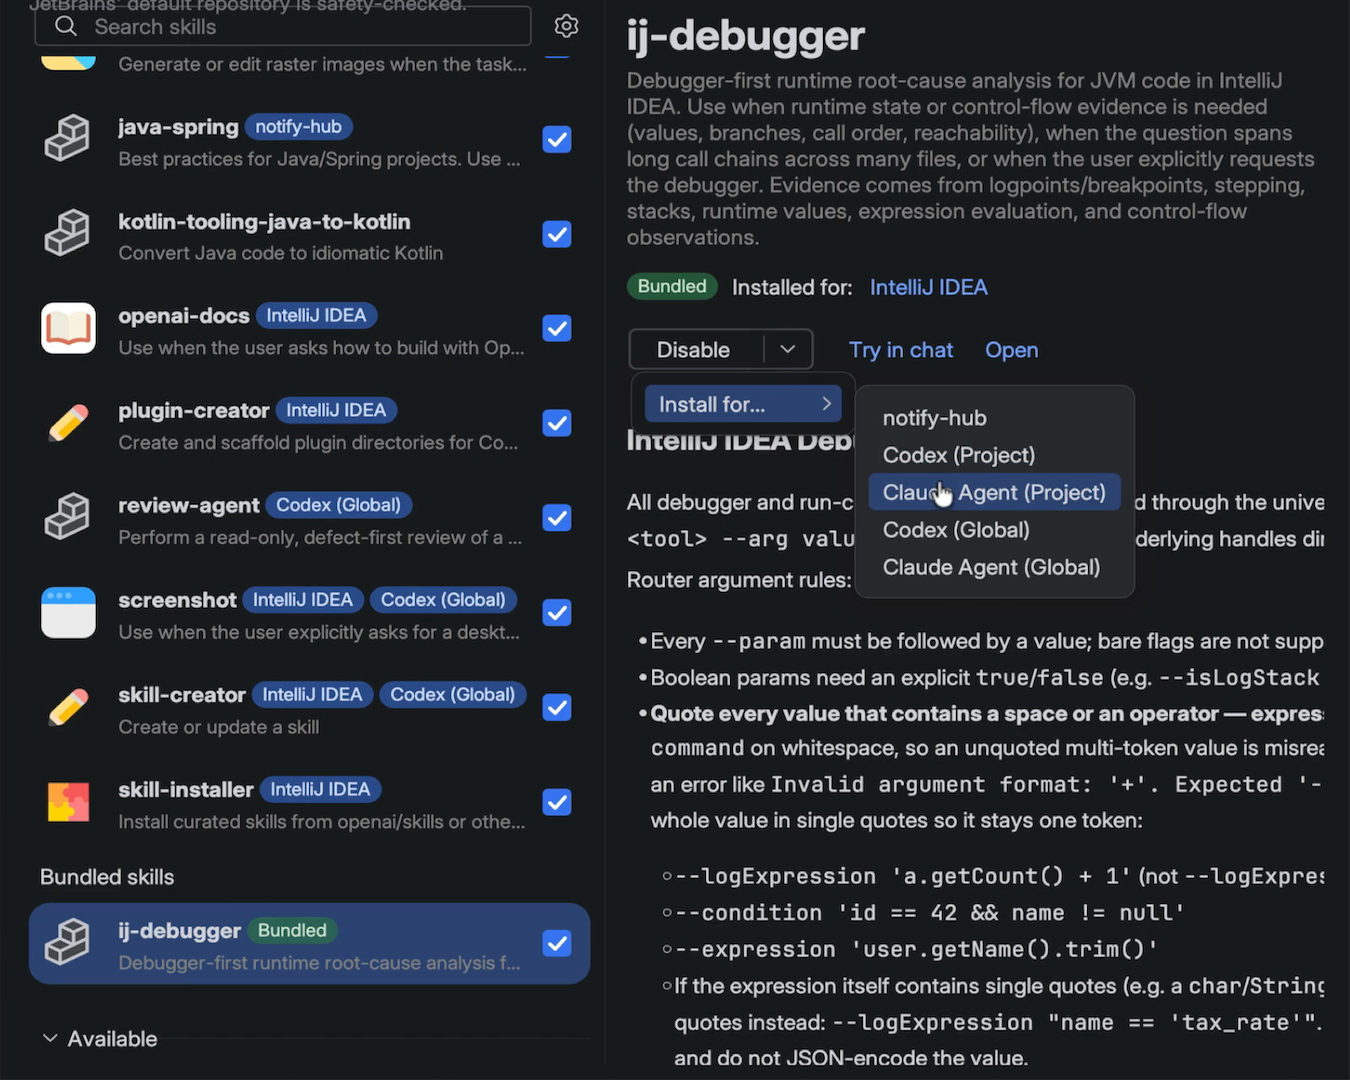 JetBrains' default repository is safety-checked.
Search skills
Generate or edit raster images when the task...
java-spring notify-hub
Best practices for Java/Spring projects. Use ...
kotlin-tooling-java-to-kotlin
Convert Java code to idiomatic Kotlin
openai-docs IntelliJ IDEA
Use when the user asks how to build with Op...
plugin-creator IntelliJ IDEA
Create and scaffold plugin directories for Co...
review-agent Codex (Global)
Perform a read-only, defect-first review of a ...
screenshot IntelliJ IDEA Codex (Global)
Use when the user explicitly asks for a deskt...
skill-creator IntelliJ IDEA Codex (Global)
Create or update a skill
skill-installer IntelliJ IDEA
Install curated skills from openai/skills or othe...
Bundled skills
ij-debugger Bundled
Debugger-first runtime root-cause analysis f...
Available
ij-debugger
Debugger-first runtime root-cause analysis for JVM code in IntelliJ
IDEA. Use when runtime state or control-flow evidence is needed
(values, branches, call order, reachability), when the question spans
long call chains across many files, or when the user explicitly requests
the debugger. Evidence comes from logpoints/breakpoints, stepping,
stacks, runtime values, expression evaluation, and control-flow
observations.
Bundled Installed for: IntelliJ IDEA
Disable Try in chat Open
Install for...
notify-hub
Codex (Project)
Claude Agent (Project)
Codex (Global)
Claude Agent (Global)
IntelliJ IDEA Deb
All debugger and run-c d through the unive
<tool> --arg valu derlying handles dir
Router argument rules:
• Every --param must be followed by a value; bare flags are not supp
• Boolean params need an explicit true/false (e.g. --isLogStack
• Quote every value that contains a space or an operator — express
command on whitespace, so an unquoted multi-token value is misrea
an error like Invalid argument format: '+'. Expected '-
whole value in single quotes so it stays one token:
◦ --logExpression 'a.getCount() + 1' (not --logExpres
◦ --condition 'id == 42 && name != null'
◦ --expression 'user.getName().trim()'
◦ If the expression itself contains single quotes (e.g. a char/String
quotes instead: --logExpression "name == 'tax_rate'".
and do not JSON-encode the value.